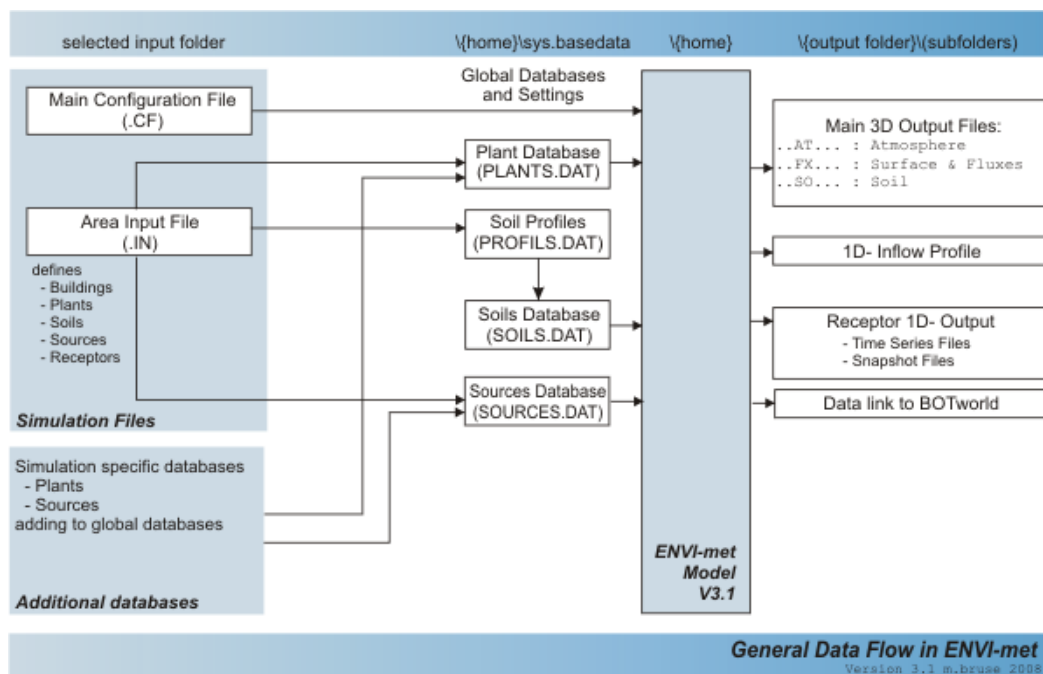 selected input folder
\{home}\sys.basedata
\{home}
\{output folder}\(subfolders)
Main Configuration File
(.CF)
Area Input File
(.IN)
defines
- Buildings
- Plants
- Soils
- Sources
- Receptors
Simulation Files
Simulation specific databases
- Plants
- Sources
adding to global databases
Additional databases
Global Databases
and Settings
Plant Database
(PLANTS.DAT)
Soil Profiles
(PROFILS.DAT)
Soils Database
(SOILS.DAT)
Sources Database
(SOURCES.DAT)
ENVI-met
Model
V3.1
Main 3D Output Files:
..AT... : Atmosphere
..FX... : Surface & Fluxes
..SO... : Soil
1D- Inflow Profile
Receptor 1D- Output
- Time Series Files
- Snapshot Files
Data link to BOTworld
General Data Flow in ENVI-met
Version 3.1 m.bruse 2008